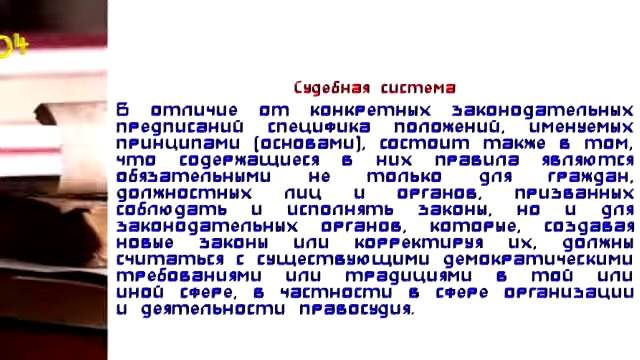 04
Судебная система
В отличие от конкретных законодательных
предписаний специфика положений, именуемых
принципами (основами), состоит также в том,
что содержащиеся в них правила являются
обязательными не только для граждан,
должностных лиц и органов, призванных
соблюдать и исполнять законы, но и для
законодательных органов, которые, создавая
новые законы или корректируя их, должны
считаться с существующими демократическими
требованиями или традициями в той или
иной сфере, в частности в сфере организации
и деятельности правосудия.